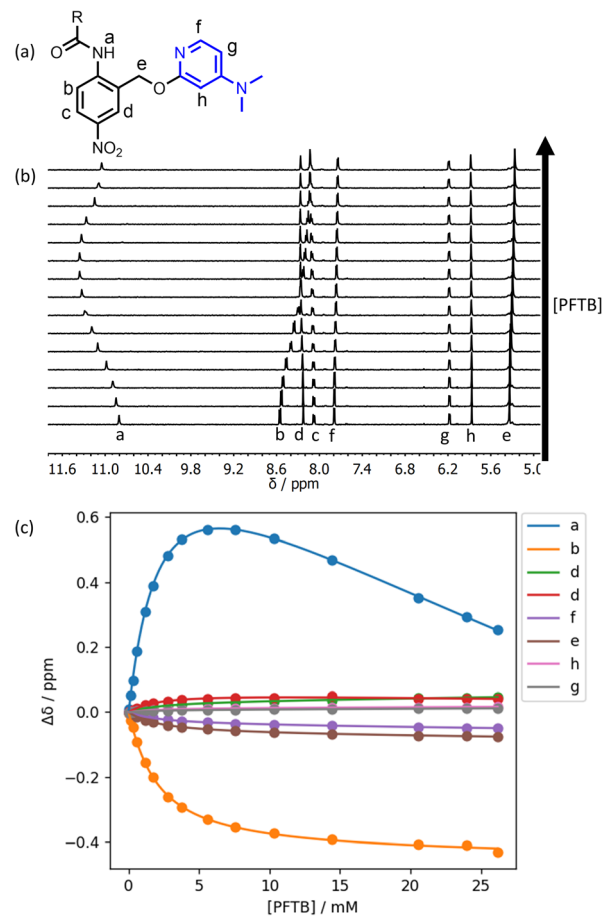 (a)
R
O
a
NH
b
c
d
NO2
e
O
N
f
g
h
N
(b)
[PFTB]
a
b
d
c
f
g
h
e
11.6 11.0 10.4 9.8 9.2 8.6 8.0 7.4 6.8 6.2 5.6 5.0
δ / ppm
(c)
0.6
0.4
0.2
0.0
−0.2
−0.4
Δδ / ppm
0 5 10 15 20 25
[PFTB] / mM
a
b
d
d
f
e
h
g